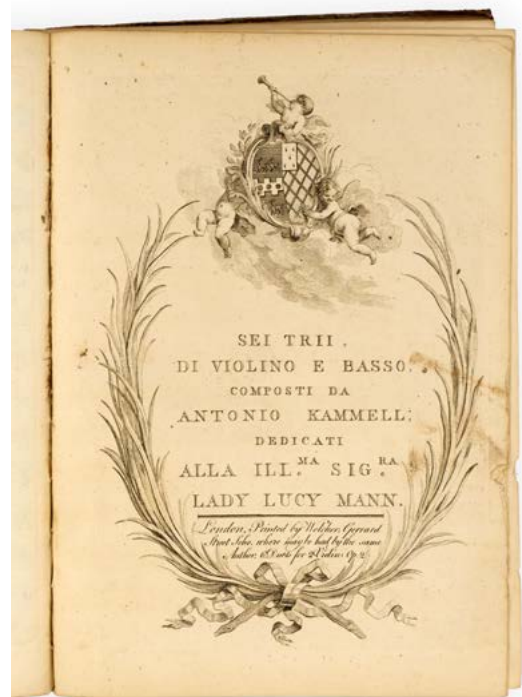 SEI TRII.
DI VIOLINO E BASSO.
COMPOSTI DA
ANTONIO KAMMELL;
DEDICATI
ALLA ILL.MA SIG.RA
LADY LUCY MANN.
London, Printed by Welcker, Gerrard
Street Soho, where may be had by the same
Author, 6 Duets for 2 Violins Op. 2